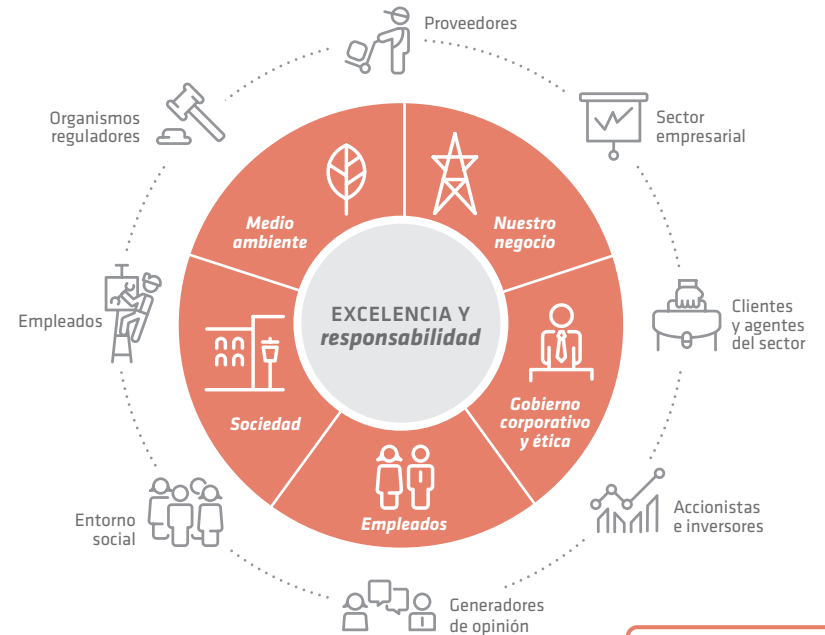 Proveedores
Organismos
reguladores
Sector
empresarial
Medio
ambiente
Nuestro
negocio
EXCELENCIA Y
responsabilidad
Empleados
Clientes
y agentes
del sector
Sociedad
Gobierno
corporativo
y ética
Empleados
Entorno
social
Accionistas
e inversores
Generadores
de opinión